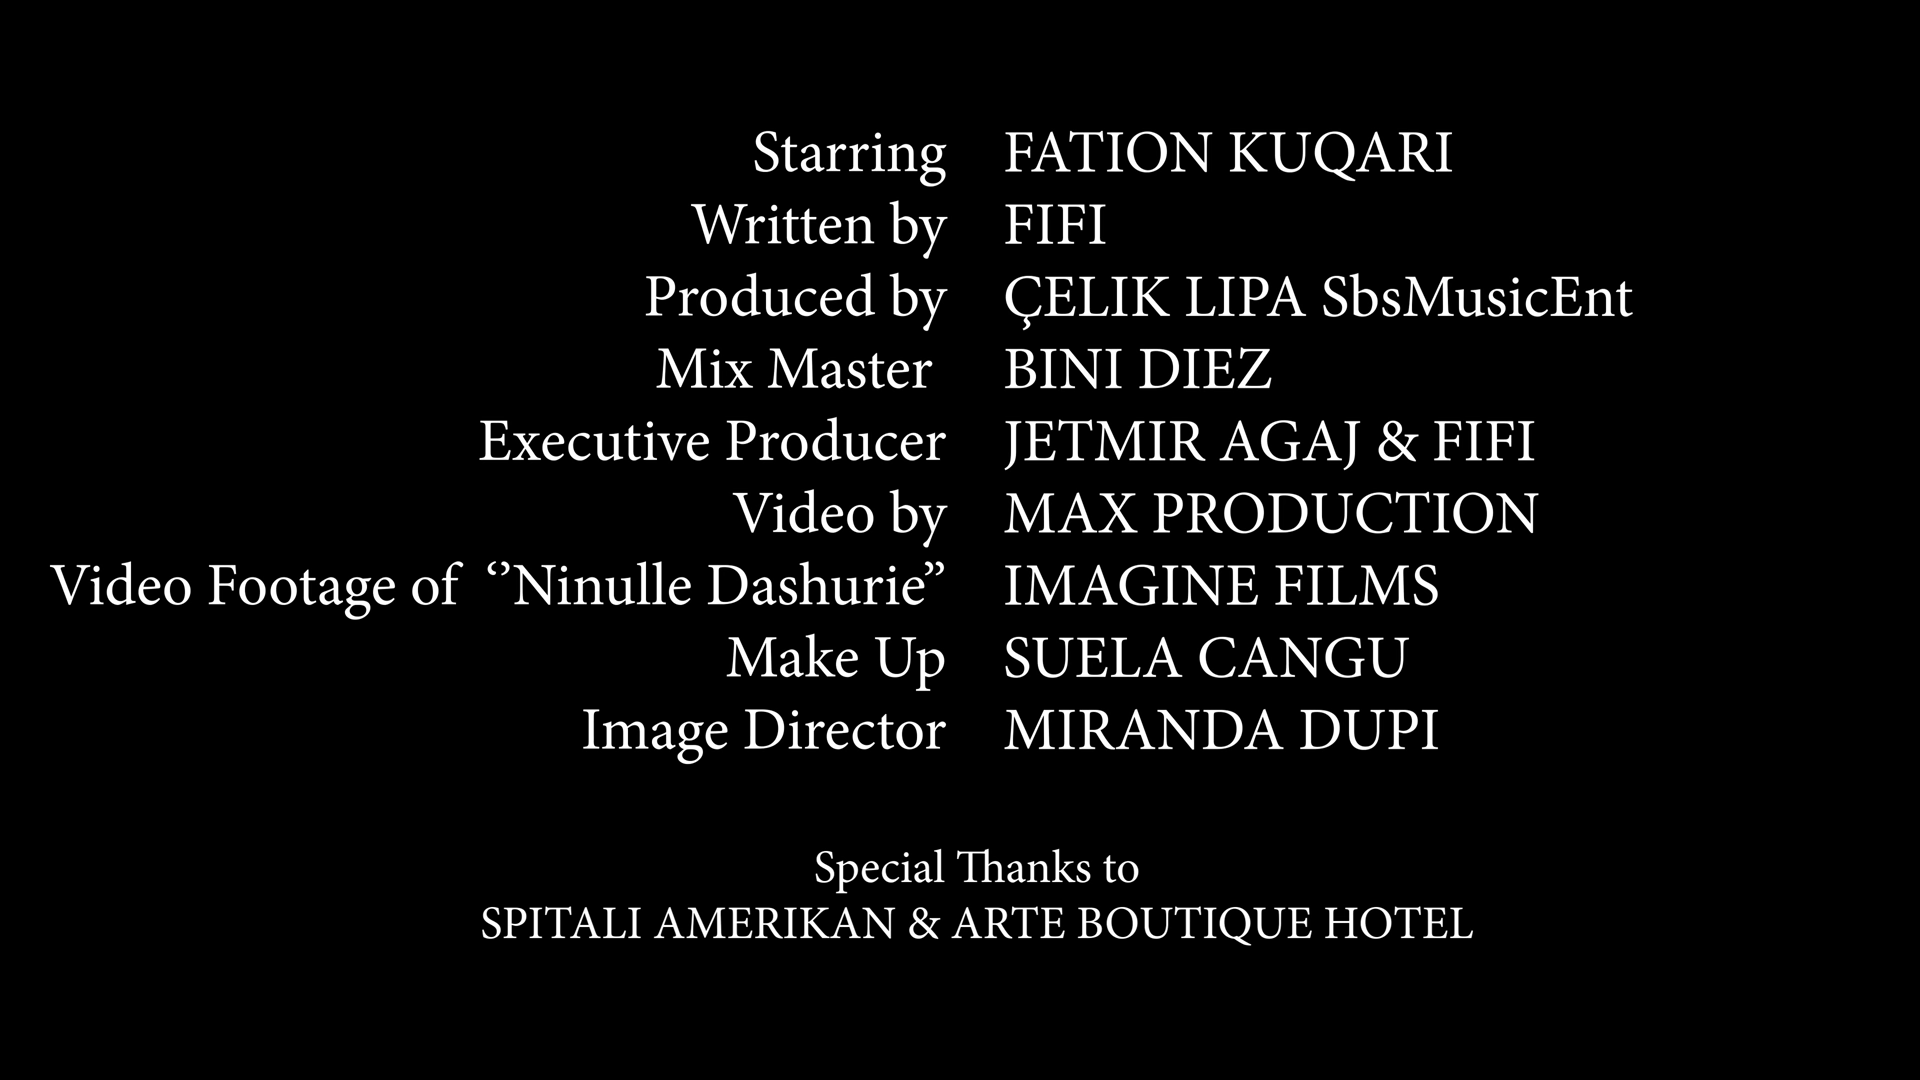 Starring FATION KUQARI
Written by FIFI
Produced by ÇELIK LIPA SbsMusicEnt
Mix Master BINI DIEZ
Executive Producer JETMIR AGAJ & FIFI
Video by MAX PRODUCTION
Video Footage of ‘’Ninulle Dashurie” IMAGINE FILMS
Make Up SUELA CANGU
Image Director MIRANDA DUPI
Special Thanks to
SPITALI AMERIKAN & ARTE BOUTIQUE HOTEL